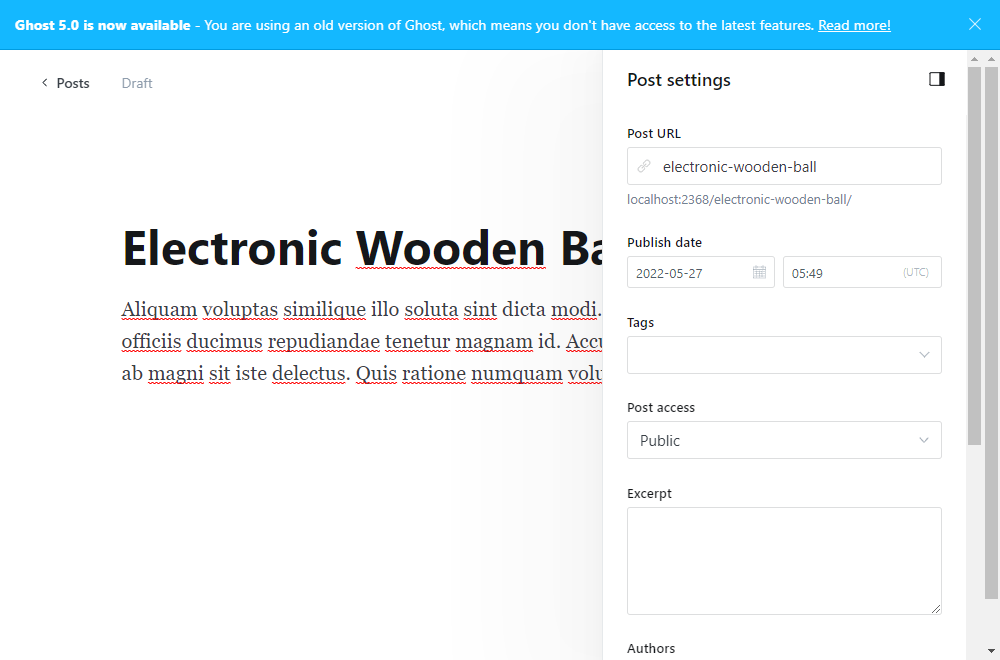 Ghost 5.0 is now available - You are using an old version of Ghost, which means you don't have access to the latest features. Read more!
Posts
Draft
Electronic Wooden
Aliquam voluptas similique illo soluta sint dicta modi.
officiis ducimus repudiandae tenetur magnam id.
ab magni sit iste delectus. Quis ratione numquam
Post settings
Post URL
electronic-wooden-ball
localhost:2368/electronic-wooden-ball/
Publish date
2022-05-27
05:49
(UTC)
Tags
Post access
Public
Excerpt
Authors